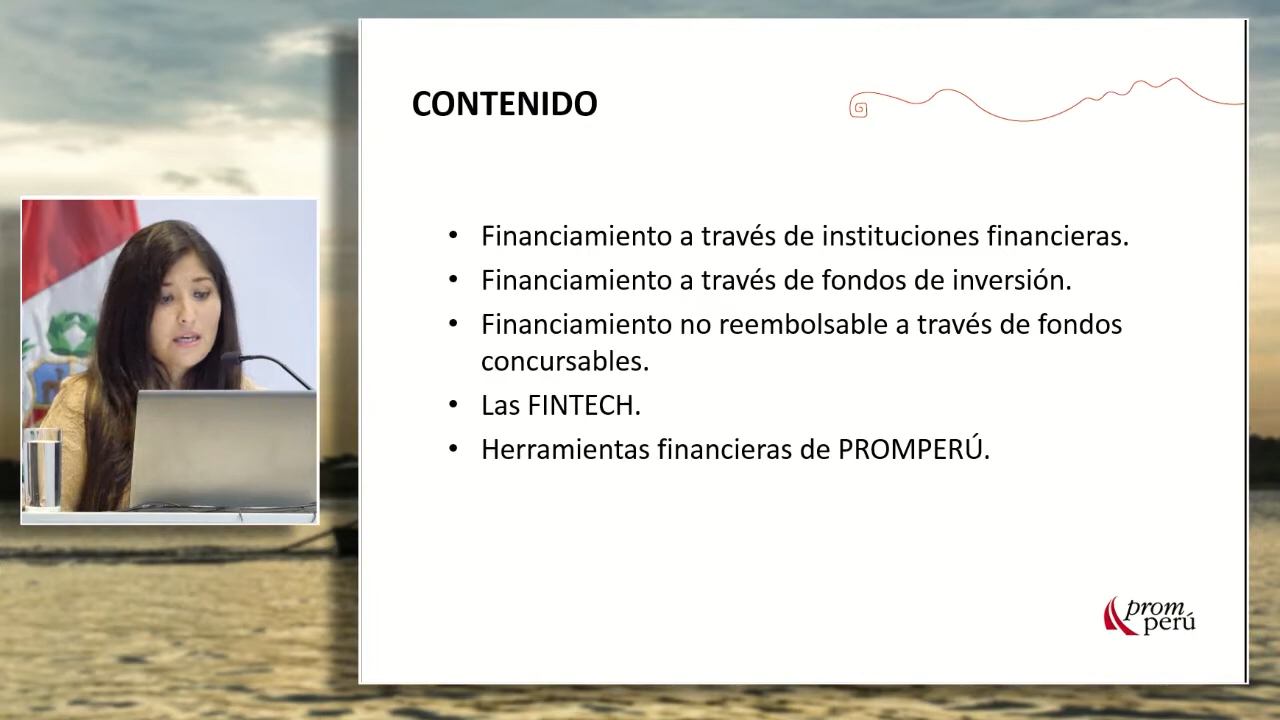 CONTENIDO
• Financiamiento a través de instituciones financieras.
• Financiamiento a través de fondos de inversión.
• Financiamiento no reembolsable a través de fondos
concursables.
• Las FINTECH.
• Herramientas financieras de PROMPERÚ.
prom
perú